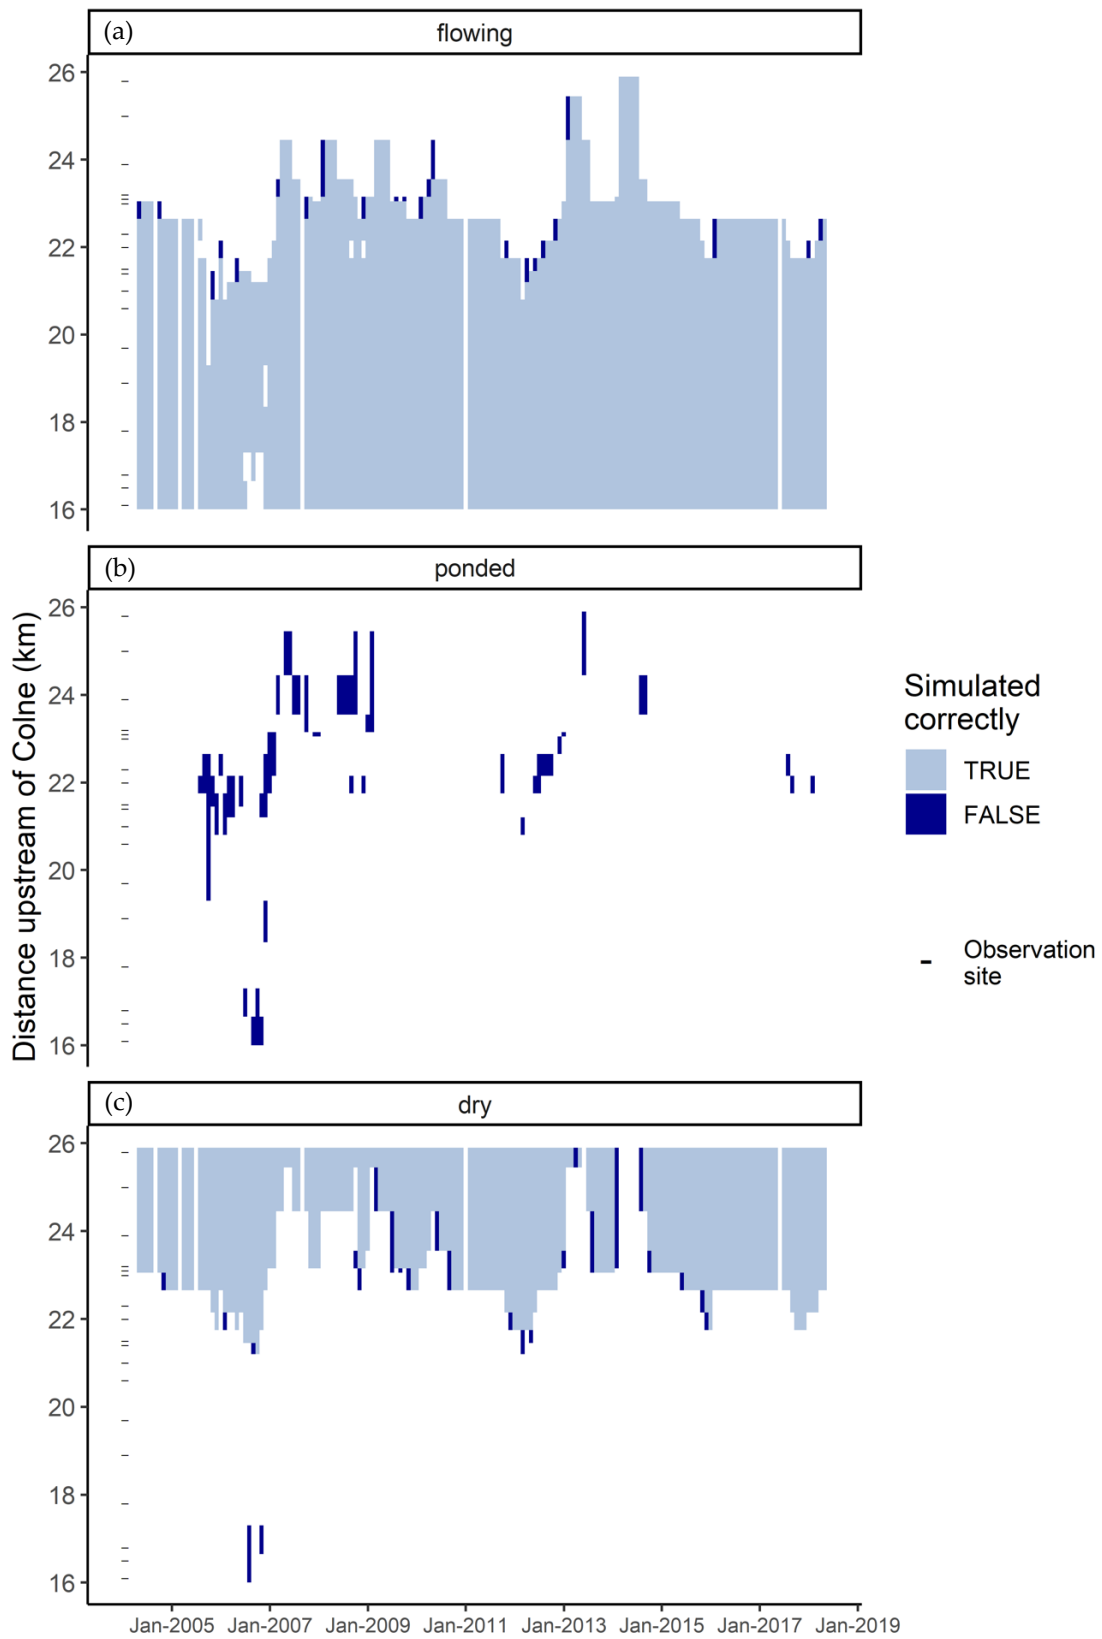 (a) flowing
26
24
22
20
18
16
(b) ponded
26
24
22
20
18
16
Distance upstream of Colne (km)
Simulated
correctly
TRUE
FALSE
Observation
site
(c) dry
26
24
22
20
18
16
Jan-2005 Jan-2007 Jan-2009 Jan-2011 Jan-2013 Jan-2015 Jan-2017 Jan-2019